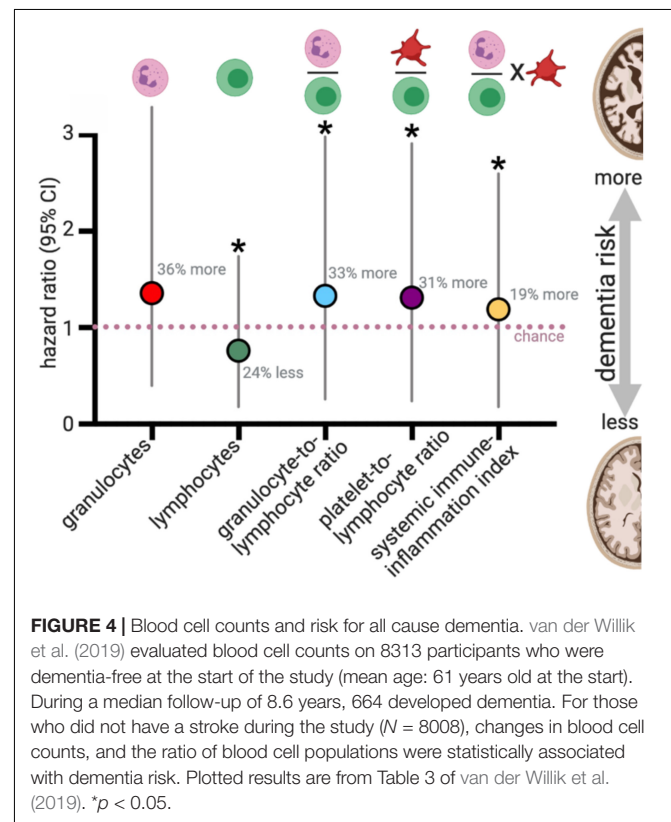 3
2
1
0
hazard ratio (95% CI)
X
*
*
*
*
36% more
24% less
33% more
31% more
19% more
chance
more
dementia risk
less
granulocytes
lymphocytes
granulocyte-to-
lymphocyte ratio
platelet-to-
lymphocyte ratio
systemic immune-
inflammation index
FIGURE 4 | Blood cell counts and risk for all cause dementia. van der Willik
et al. (2019) evaluated blood cell counts on 8313 participants who were
dementia-free at the start of the study (mean age: 61 years old at the start).
During a median follow-up of 8.6 years, 664 developed dementia. For those
who did not have a stroke during the study (N = 8008), changes in blood cell
counts, and the ratio of blood cell populations were statistically associated
with dementia risk. Plotted results are from Table 3 of van der Willik et al.
(2019). *p < 0.05.